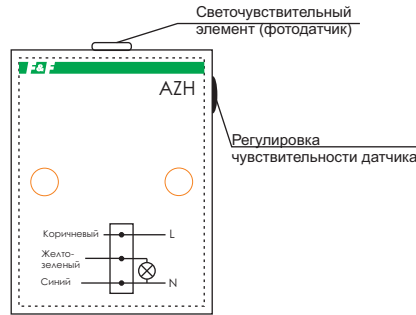 Светочувствительный
элемент (фотодатчик)
F&F
AZH
Регулировка
чувствительности датчика
Коричневый
L
Желто-
зеленый
Синий
N